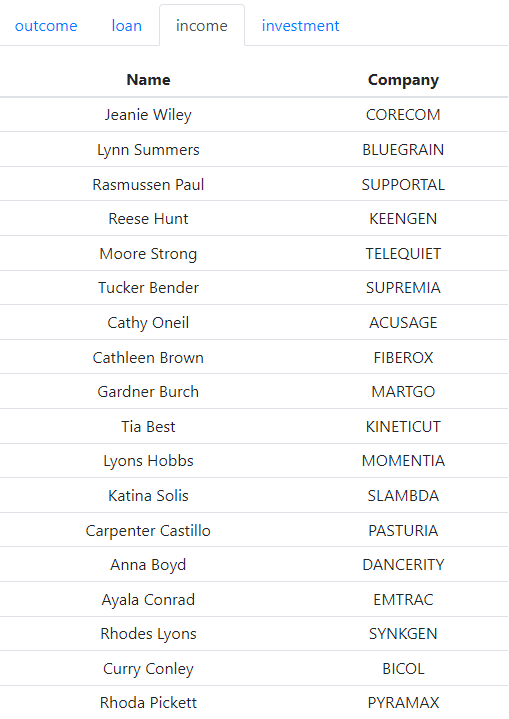 outcome loan income investment
Name Company
Jeanie Wiley CORECOM
Lynn Summers BLUEGRAIN
Rasmussen Paul SUPPORTAL
Reese Hunt KEENGEN
Moore Strong TELEQUIET
Tucker Bender SUPREMIA
Cathy Oneil ACUSAGE
Cathleen Brown FIBEROX
Gardner Burch MARTGO
Tia Best KINETICUT
Lyons Hobbs MOMENTIA
Katina Solis SLAMBDA
Carpenter Castillo PASTURIA
Anna Boyd DANCERITY
Ayala Conrad EMTRAC
Rhodes Lyons SYNKGEN
Curry Conley BICOL
Rhoda Pickett PYRAMAX